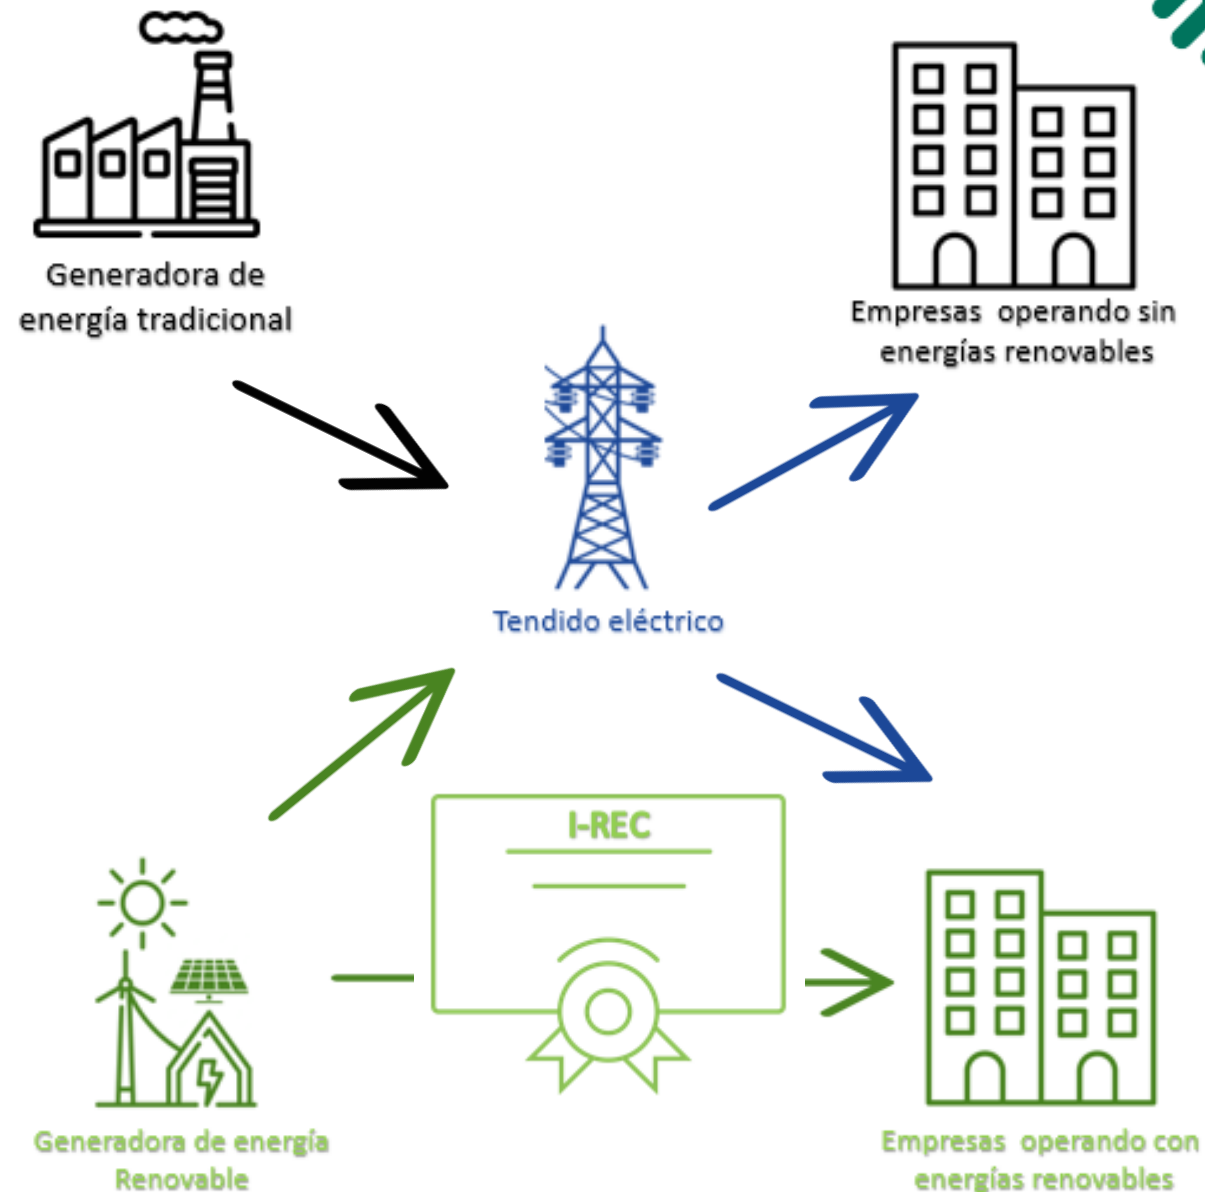 Generadora de
energía tradicional
Empresas operando sin
energías renovables
Tendido eléctrico
I-REC
Generadora de energía
Renovable
Empresas operando con
energías renovables